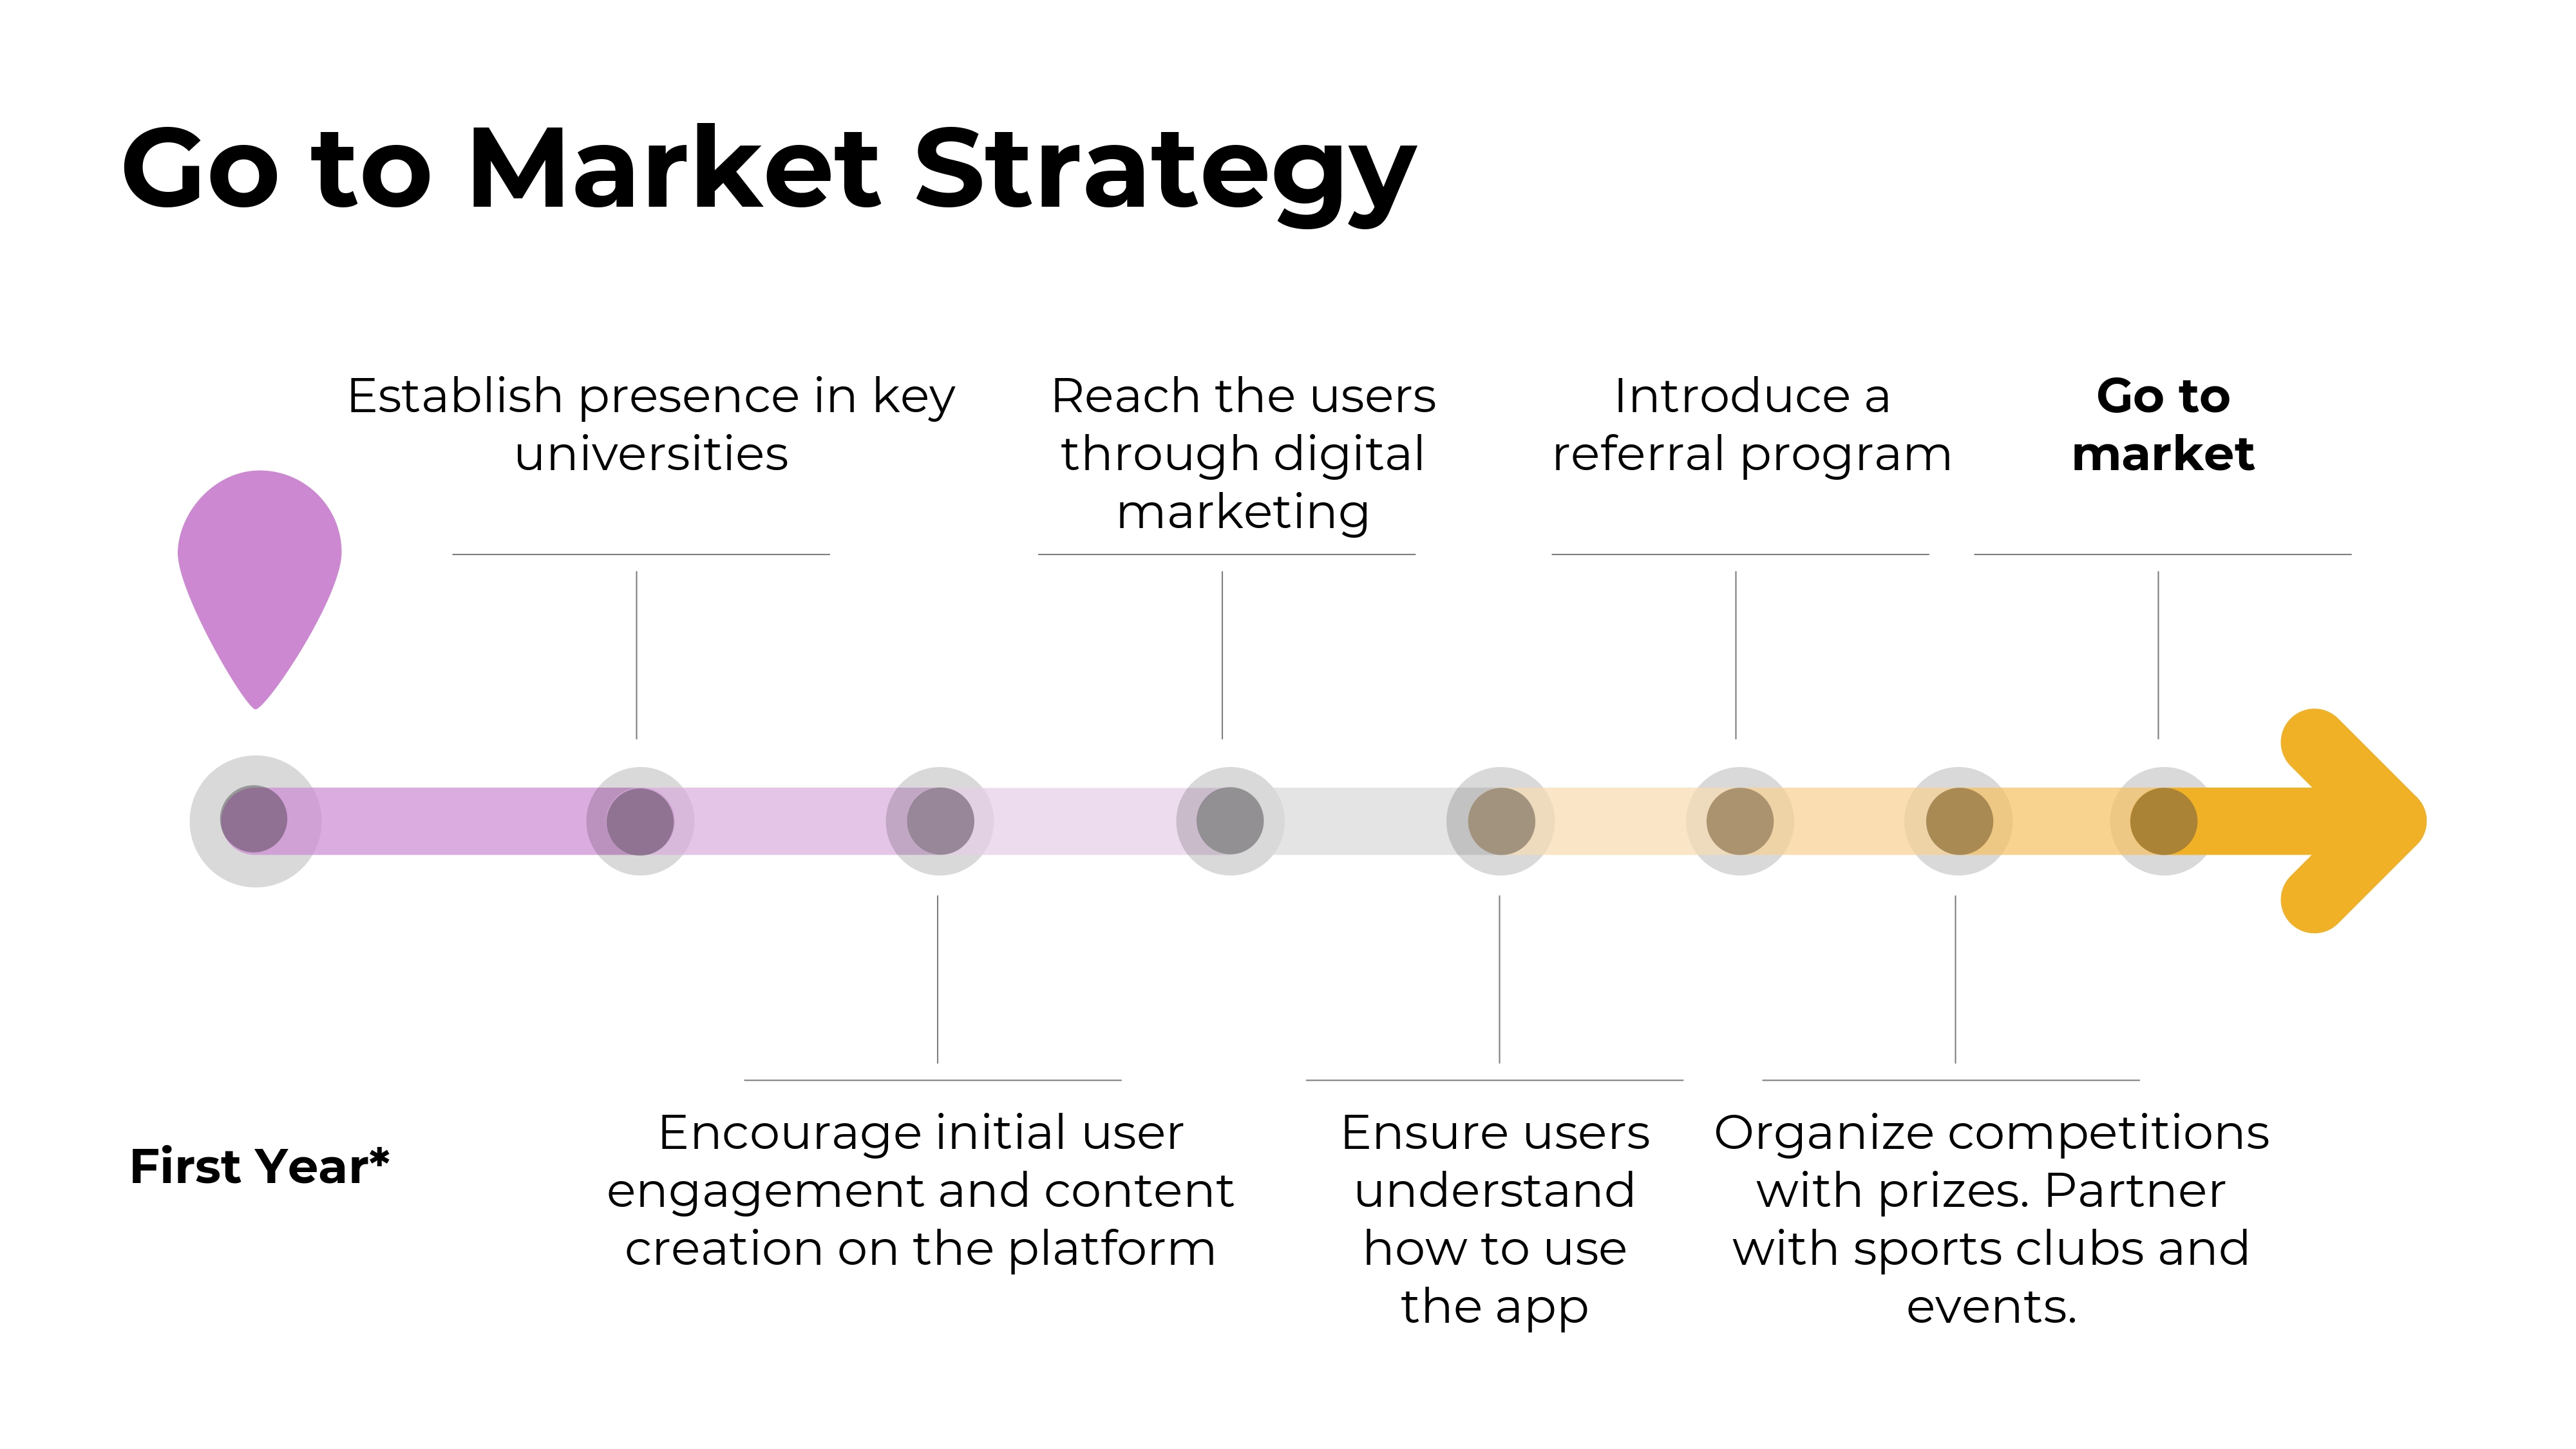 Go to Market Strategy
Establish presence in key
universities
Reach the users
through digital
marketing
Introduce a
referral program
Go to
market
First Year*
Encourage initial user
engagement and content
creation on the platform
Ensure users
understand
how to use
the app
Organize competitions
with prizes. Partner
with sports clubs and
events.